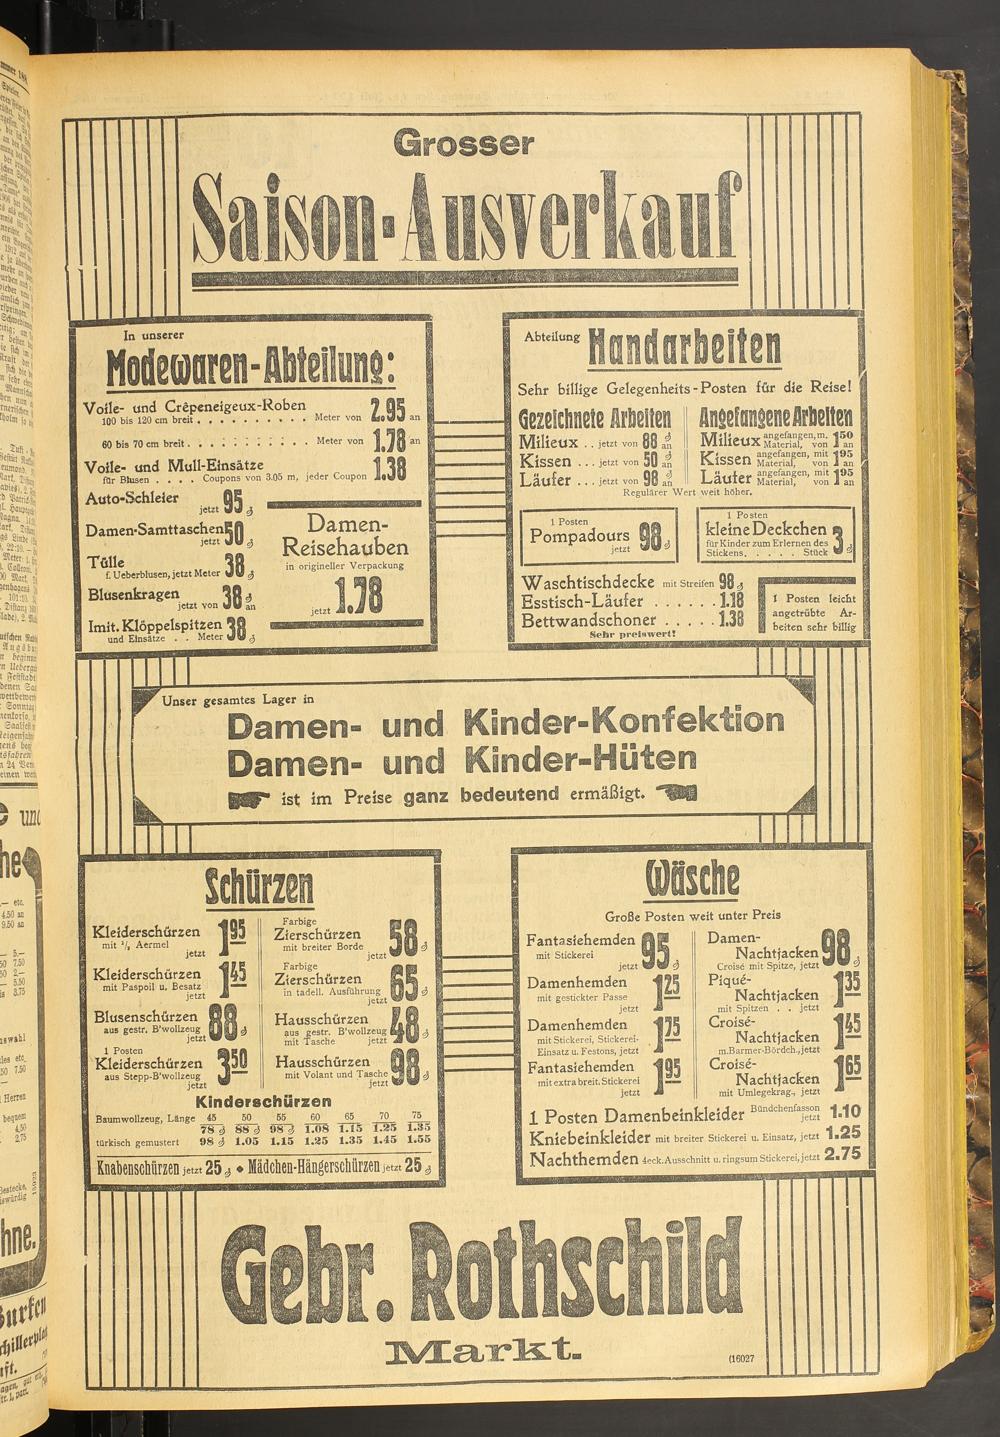 Grosser
Saison-Ausverkauf
In unserer
Modewaren-Abteilung:
Voile- und Crêpeneigeux-Roben
100 bis 120 cm breit . . . . . . . . . . Meter von 2.95 an
60 bis 70 cm breit . . . . . . . . . . Meter von 1.78 an
Voile- und Mull-Einsätze
für Blusen . . . . Coupons von 3.05 m, jeder Coupon 1.38
Auto-Schleier
jetzt 95 ₰
Damen-Samttaschen 50 ₰
jetzt
Tülle
f. Ueberblusen, jetzt Meter 38 ₰
Blusenkragen
jetzt von 38 ₰ an
Imit. Klöppelspitzen
und Einsätze . . Meter 38 ₰
Damen-
Reisehauben
in origineller Verpackung
jetzt 1.78
Abteilung Handarbeiten
Sehr billige Gelegenheits-Posten für die Reise!
Gezeichnete Arbeiten
Milieux . . jetzt von 88 ₰ an
Kissen . . . jetzt von 50 ₰ an
Läufer . . . jetzt von 98 ₰ an
Angefangene Arbeiten
Milieux angefangen, m. Material, von 1 50 an
Kissen angefangen, mit Material, von 1 95 an
Läufer angefangen, mit Material, von 1 95 an
Regulärer Wert weit höher.
1 Posten
Pompadours
jetzt 98 ₰
1 Posten
kleine Deckchen
für Kinder zum Erlernen des
Stickens. . . . . . Stück 3 ₰
Waschtischdecke mit Streifen 98 ₰
Esstisch-Läufer . . . . . . 1.18
Bettwandschoner . . . . . 1.38
Sehr preiswert!
1 Posten leicht
angetrübte Ar-
beiten sehr billig
Unser gesamtes Lager in
Damen- und Kinder-Konfektion
Damen- und Kinder-Hüten
ist im Preise ganz bedeutend ermäßigt.
Schürzen
Kleiderschürzen
mit ¾ Aermel
jetzt 1 95
Kleiderschürzen
mit Paspoil u. Besatz
jetzt 1 45
Blusenschürzen
aus gestr. B'wollzeug
jetzt 88 ₰
1 Posten
Kleiderschürzen
aus Stepp-B'wollzeug
jetzt 3 50
Farbige
Zierschürzen
mit breiter Borde
jetzt 58 ₰
Farbige
Zierschürzen
in tadell. Ausführung
jetzt 65 ₰
Hausschürzen
aus gestr. B'wollzeug
mit Tasche jetzt 48 ₰
Hausschürzen
mit Volant und Tasche
jetzt 98 ₰
Kinderschürzen
Baumwollzeug, Länge 45 50 55 60 65 70 75
78 ₰ 88 ₰ 98 ₰ 1.08 1.15 1.25 1.35
türkisch gemustert 98 ₰ 1.05 1.15 1.25 1.35 1.45 1.55
Knabenschürzen jetzt 25 ₰ ◆ Mädchen-Hängerschürzen jetzt 25 ₰
Wäsche
Große Posten weit unter Preis
Fantasiehemden
mit Stickerei
jetzt 95 ₰
Damenhemden
mit gestickter Passe
jetzt 1 25
Damenhemden
mit Stickerei, Stickerei-
Einsatz u. Festons, jetzt 1 75
Fantasiehemden
mit extra breit. Stickerei
jetzt 1 95
Damen-
Nachtjacken
Croisé mit Spitze, jetzt 98 ₰
Piqué-
Nachtjacken
mit Spitzen . . jetzt 1 35
Croisé-
Nachtjacken
m. Barmer-Bördch., jetzt 1 45
Croisé-
Nachtjacken
mit Umlegekrag., jetzt 1 65
1 Posten Damenbeinkleider Bündchenfasson jetzt 1.10
Kniebeinkleider mit breiter Stickerei u. Einsatz, jetzt 1.25
Nachthemden 4eck. Ausschnitt u. ringsum Stickerei, jetzt 2.75
Gebr. Rothschild
Markt.
(16027